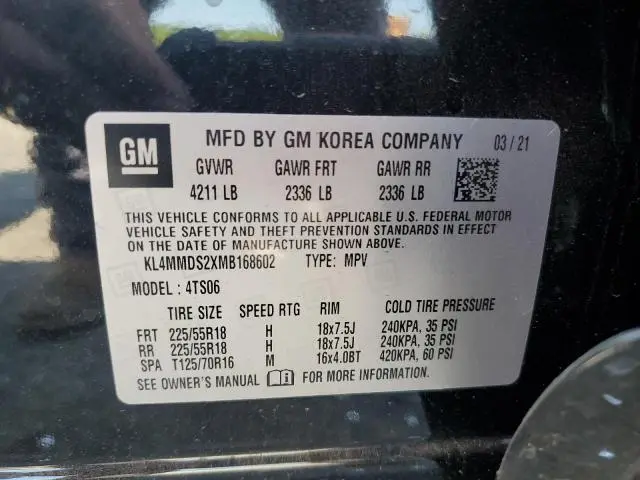 GM MFD BY GM KOREA COMPANY 03/21
GVWR GAWR FRT GAWR RR
4211 LB 2336 LB 2336 LB
THIS VEHICLE CONFORMS TO ALL APPLICABLE U.S. FEDERAL MOTOR
VEHICLE SAFETY AND THEFT PREVENTION STANDARDS IN EFFECT
ON THE DATE OF MANUFACTURE SHOWN ABOVE.
KL4MMDS2XMB168602 TYPE: MPV
MODEL : 4TS06
TIRE SIZE SPEED RTG RIM COLD TIRE PRESSURE
FRT 225/55R18 H 18x7.5J 240KPA, 35 PSI
RR 225/55R18 H 18x7.5J 240KPA, 35 PSI
SPA T125/70R16 M 16x4.0BT 420KPA, 60 PSI
SEE OWNER'S MANUAL FOR MORE INFORMATION.